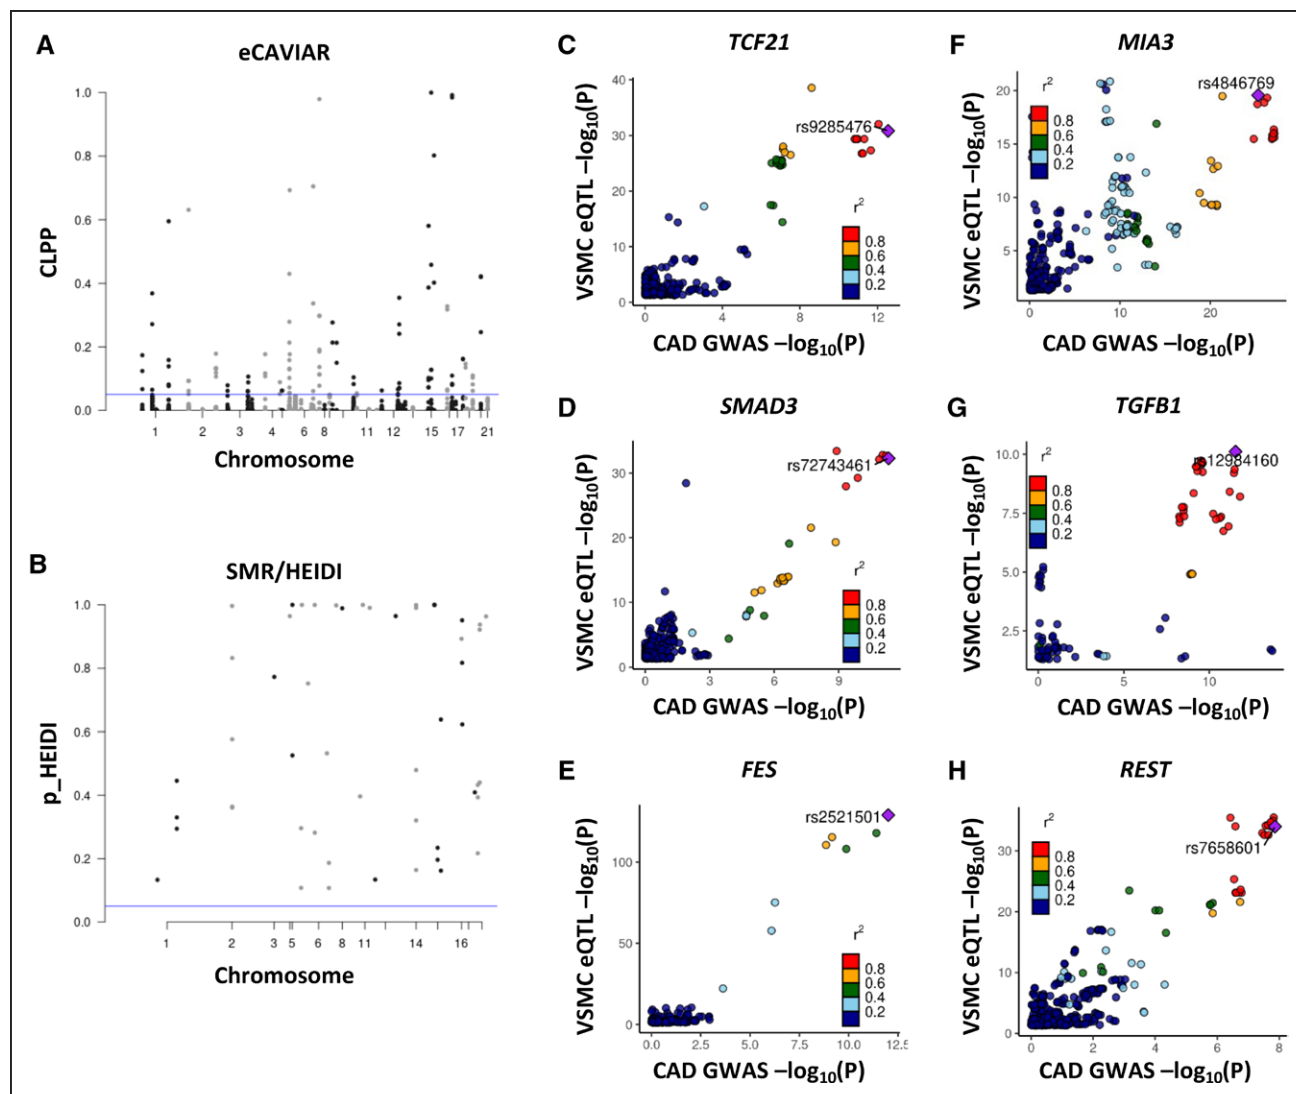 A
eCAVIAR
CLPP
1.0
0.8
0.6
0.4
0.2
0.0
1 2 3 4 5 6 8 11 12 15 17 21
Chromosome
B
SMR/HEIDI
p_HEIDI
1.0
0.8
0.6
0.4
0.2
0.0
1 2 3 5 6 8 11 14 16
Chromosome
C
TCF21
VSMC eQTL –log10(P)
40
30
20
10
0
rs9285476
r2
0.8
0.6
0.4
0.2
0 4 8 12
CAD GWAS –log10(P)
D
SMAD3
VSMC eQTL –log10(P)
30
20
10
0
rs72743461
r2
0.8
0.6
0.4
0.2
0 3 6 9
CAD GWAS –log10(P)
E
FES
VSMC eQTL –log10(P)
100
50
0
rs2521501
r2
0.8
0.6
0.4
0.2
0.0 2.5 5.0 7.5 10.0 12.5
CAD GWAS –log10(P)
F
MIA3
VSMC eQTL –log10(P)
20
15
10
5
rs4846769
r2
0.8
0.6
0.4
0.2
0 10 20
CAD GWAS –log10(P)
G
TGFB1
VSMC eQTL –log10(P)
10.0
7.5
5.0
2.5
rs12984160
r2
0.8
0.6
0.4
0.2
0 5 10
CAD GWAS –log10(P)
H
REST
VSMC eQTL –log10(P)
30
20
10
0
rs7658601
r2
0.8
0.6
0.4
0.2
0 2 4 6 8
CAD GWAS –log10(P)